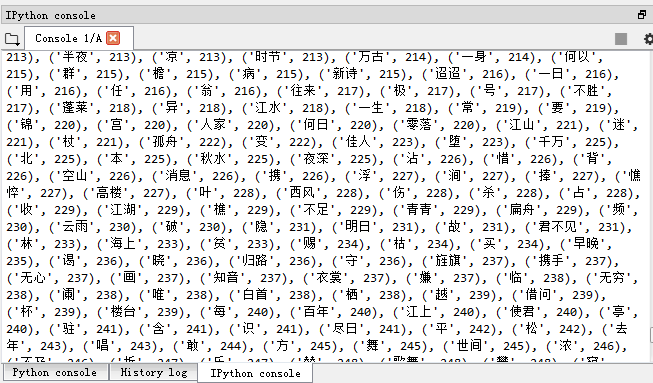 IPython console
Console 1/A
213), ('半夜', 213), ('凉', 213), ('时节', 213), ('万古', 214), ('一身', 214), ('何以',
215), ('群', 215), ('檐', 215), ('病', 215), ('新诗', 215), ('迢迢', 216), ('一日', 216),
('用', 216), ('任', 216), ('翁', 216), ('往来', 217), ('极', 217), ('号', 217), ('不胜',
217), ('蓬莱', 218), ('异', 218), ('江水', 218), ('一生', 218), ('常', 219), ('要', 219),
('锦', 220), ('宫', 220), ('人家', 220), ('何日', 220), ('零落', 220), ('江山', 221), ('迷',
221), ('杖', 221), ('孤舟', 222), ('变', 222), ('佳人', 223), ('堕', 223), ('千万', 225),
('北', 225), ('本', 225), ('秋水', 225), ('夜深', 225), ('沾', 226), ('惜', 226), ('背',
226), ('空山', 226), ('消息', 226), ('携', 226), ('浮', 227), ('涧', 227), ('捧', 227), ('憔
悴', 227), ('高楼', 227), ('叶', 228), ('西风', 228), ('伤', 228), ('杀', 228), ('占', 228),
('收', 229), ('江湖', 229), ('樵', 229), ('不足', 229), ('青青', 229), ('扁舟', 229), ('频',
230), ('云雨', 230), ('破', 230), ('隐', 231), ('明日', 231), ('故', 231), ('君不见', 231),
('林', 233), ('海上', 233), ('贫', 233), ('赐', 234), ('枯', 234), ('买', 234), ('早晚',
235), ('谒', 236), ('晓', 236), ('归路', 236), ('守', 236), ('旌旗', 237), ('携手', 237),
('无心', 237), ('画', 237), ('知音', 237), ('衣裳', 237), ('嫌', 237), ('临', 238), ('无穷',
238), ('阑', 238), ('唯', 238), ('白首', 238), ('栖', 238), ('越', 239), ('借问', 239),
('杯', 239), ('楼台', 239), ('每', 240), ('百年', 240), ('江上', 240), ('使君', 240), ('亭',
240), ('驻', 241), ('含', 241), ('识', 241), ('尽日', 241), ('平', 242), ('松', 242), ('去
年', 243), ('唱', 243), ('敢', 244), ('方', 245), ('舞', 245), ('世间', 245), ('浓', 246),
Python console
History log
IPython console